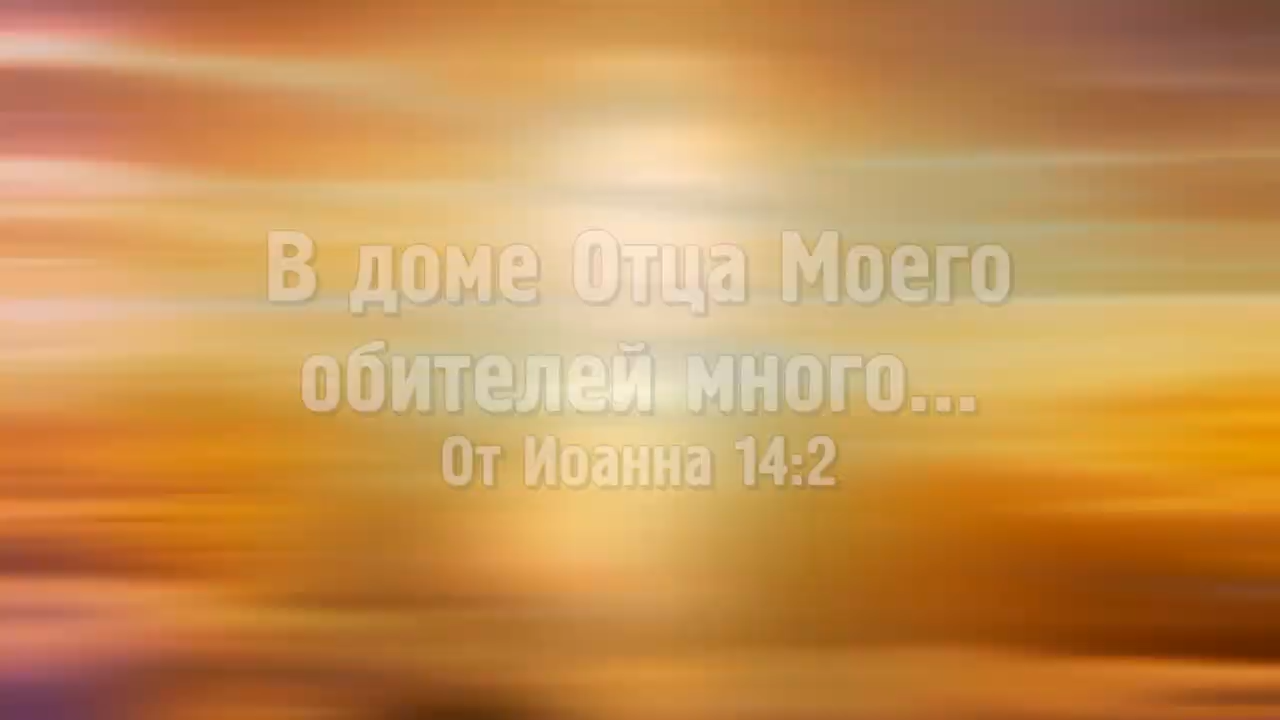 В доме Отца Моего
обителей много...
От Иоанна 14:2